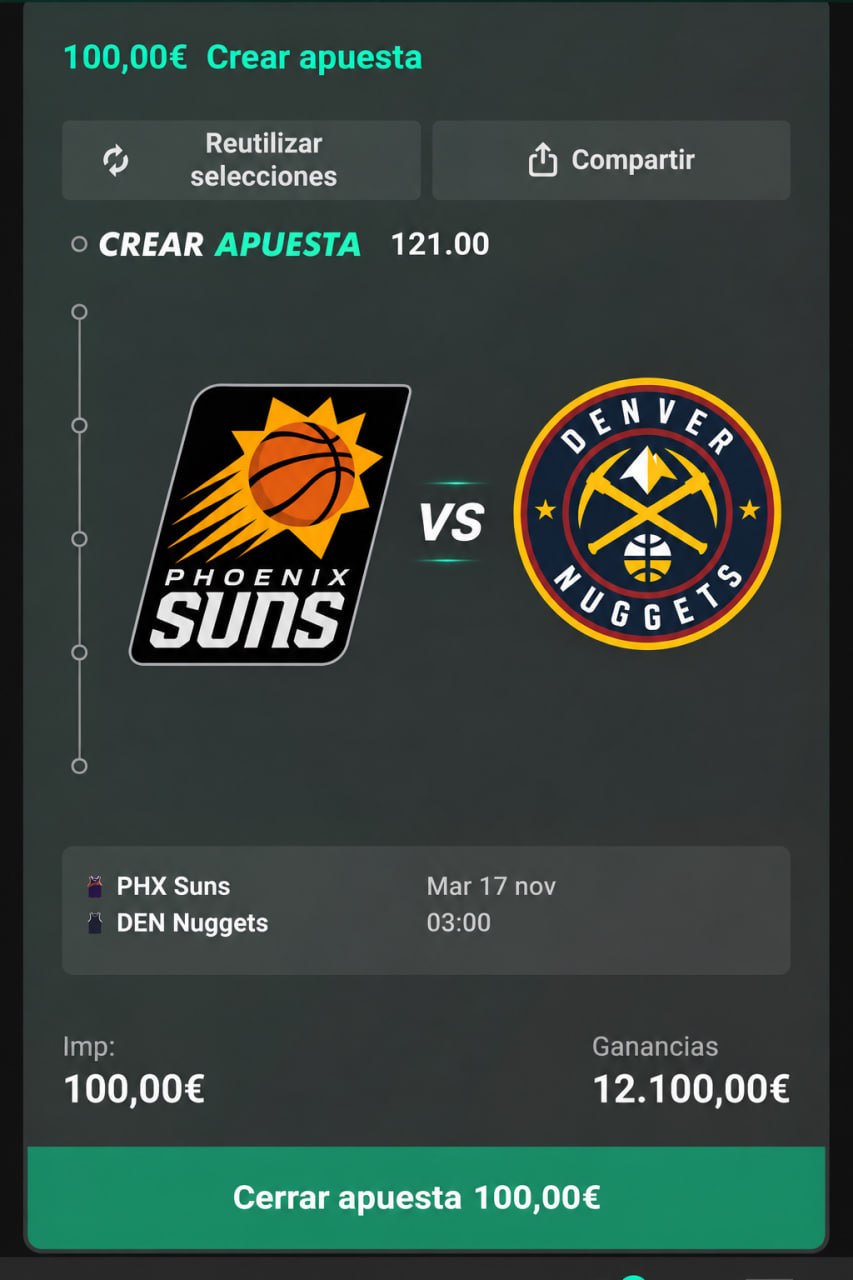 100,00€ Crear apuesta
Reutilizar
selecciones
Compartir
CREAR APUESTA 121.00
PHOENIX
SUNS
VS
DENVER
NUGGETS
PHX Suns
Mar 17 nov
DEN Nuggets
03:00
Imp:
Ganancias
100,00€
12.100,00€
Cerrar apuesta 100,00€